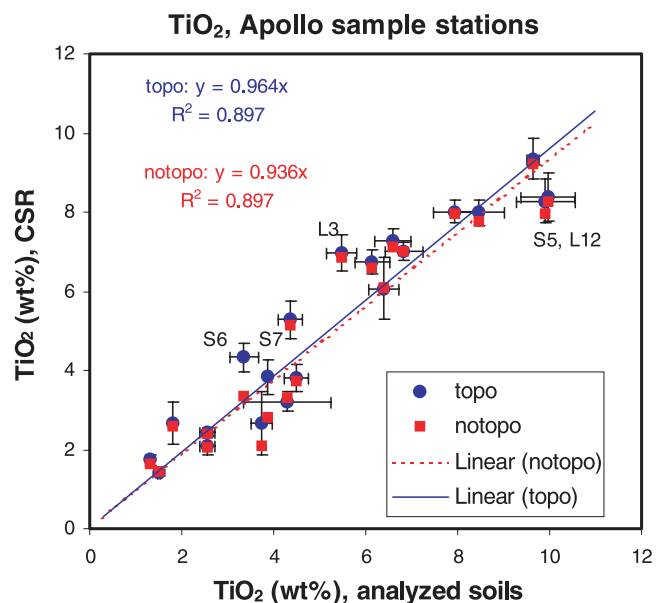 TiO₂, Apollo sample stations
12
10
8
6
4
2
0
TiO₂ (wt%), CSR
topo: y = 0.964x
R² = 0.897
notopo: y = 0.936x
R² = 0.897
L3
S5, L12
S6 S7
topo
notopo
Linear (notopo)
Linear (topo)
0 2 4 6 8 10 12
TiO₂ (wt%), analyzed soils